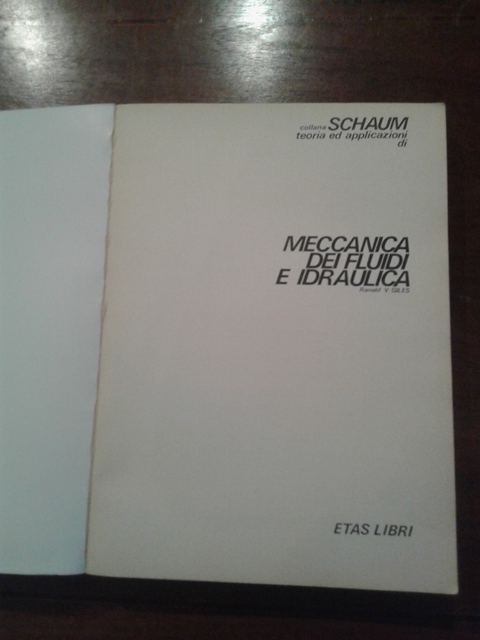 collana SCHAUM
teoria ed applicazioni
di
MECCANICA
DEI FLUIDI
E IDRAULICA
Ranald V GILES
ETAS LIBRI